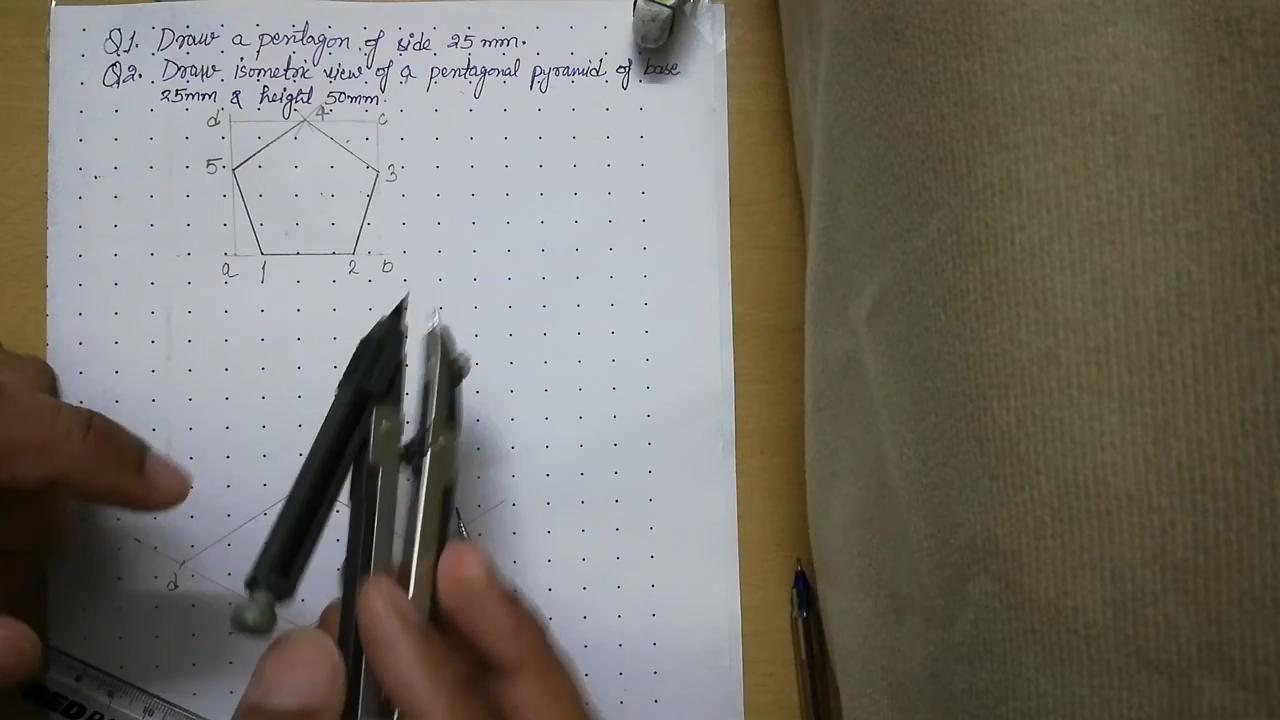 Q1. Draw a pentagon of side 25 mm.
Q2. Draw isometric view of a pentagonal pyramid of base
25mm & height 50mm.
d 4 c
5 3
a 1 2 b
d